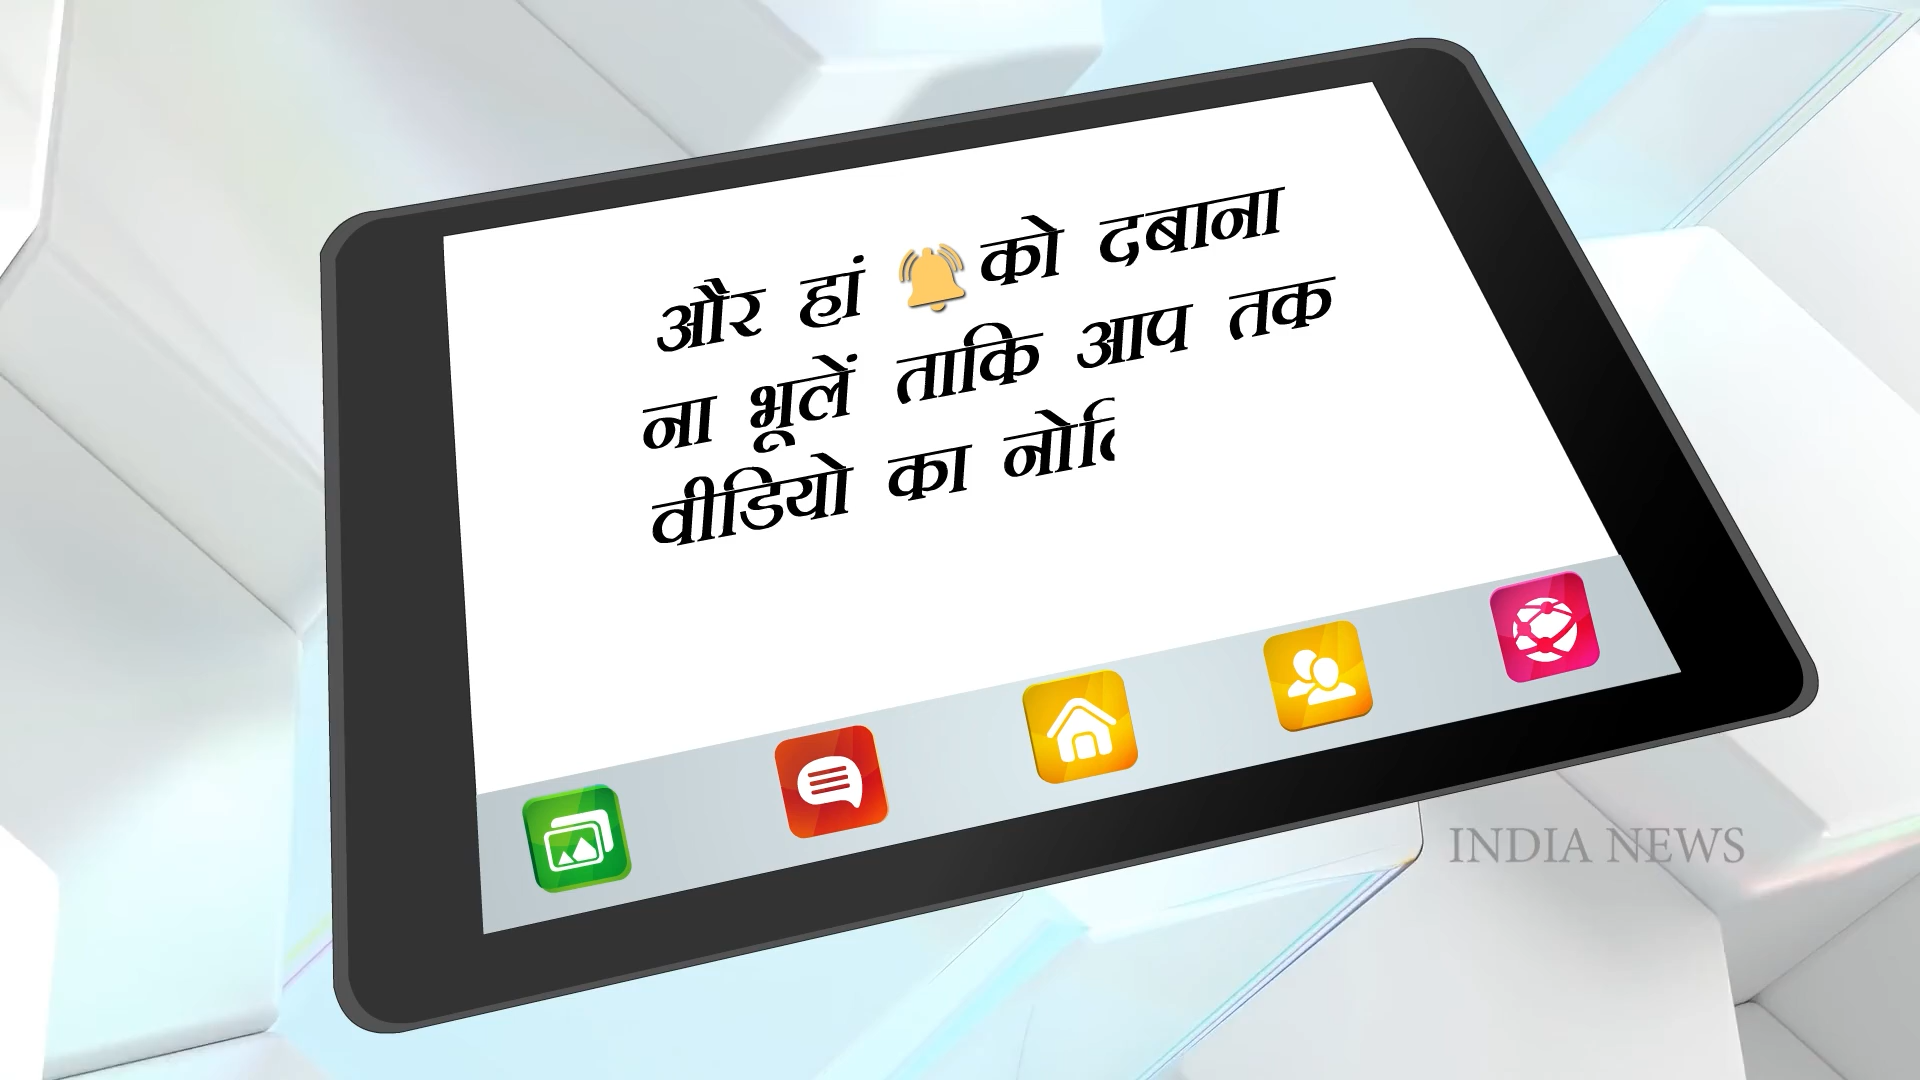 और हां 🔔 को दबाना
ना भूलें ताकि आप तक
वीडियो का
INDIA NEWS